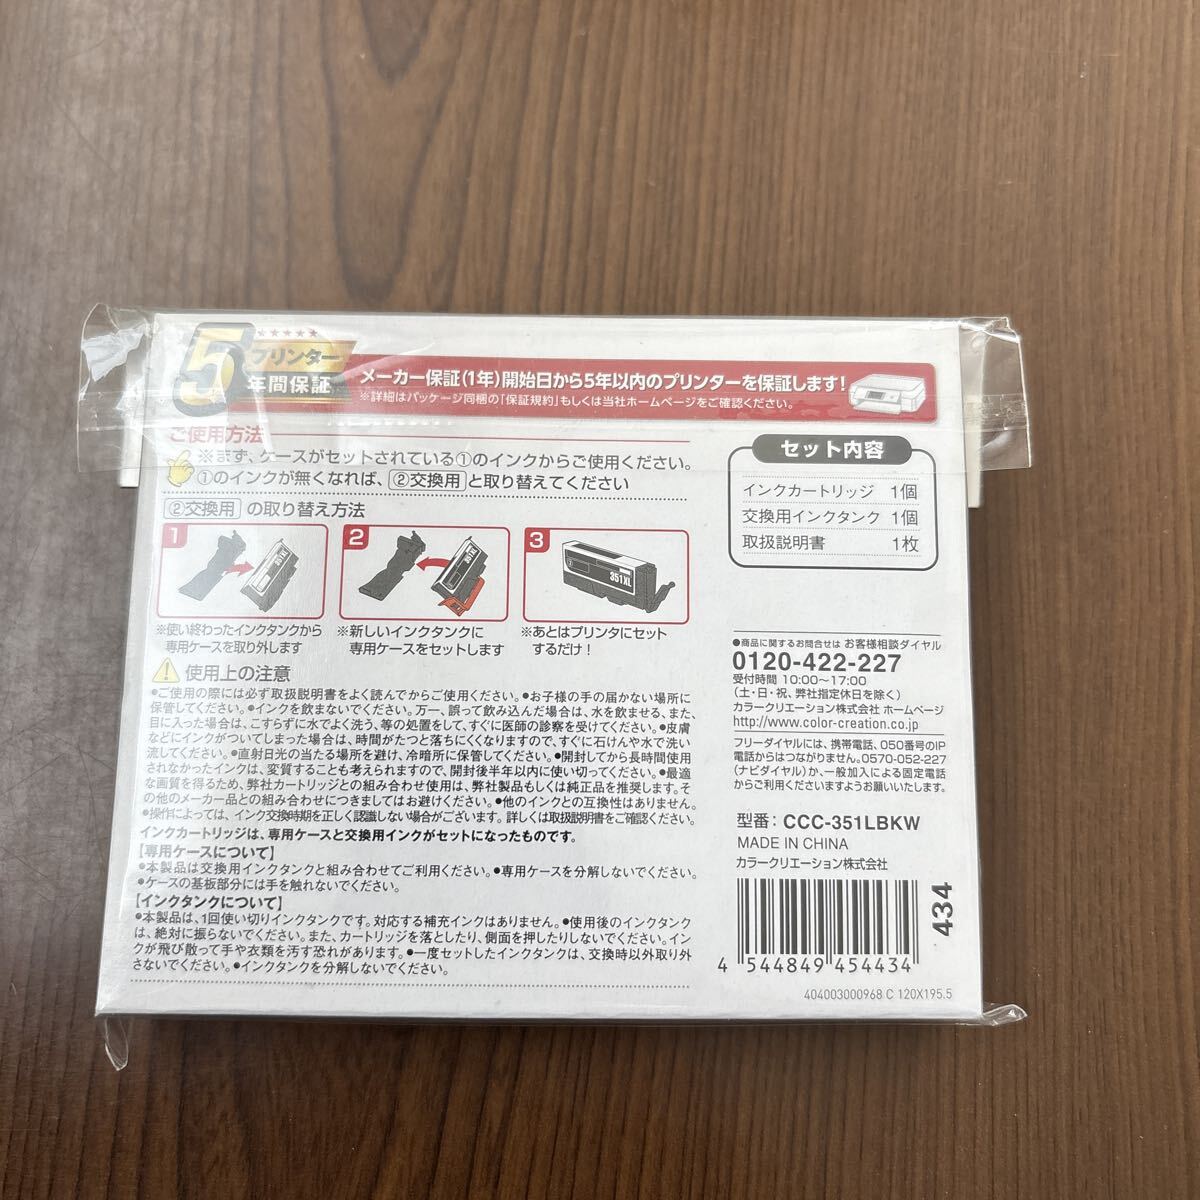 5
プリンター
年間保証
メーカー保証(1年)開始日から5年以内のプリンターを保証します!
※詳細はパッケージ同梱の「保証規約」もしくは当社ホームページをご確認ください。
ご使用方法
※まず、ケースがセットされている①のインクからご使用ください。
①のインクが無くなれば、②交換用と取り替えてください
②交換用の取り替え方法
1
351XL
※使い終わったインクタンクから
専用ケースを取り外します
2
351XL
※新しいインクタンクに
専用ケースをセットします
3
351XL
※あとはプリンタにセット
するだけ!
使用上の注意
●ご使用の際には必ず取扱説明書をよく読んでからご使用ください。●お子様の手の届かない場所に
保管してください。●インクを飲まないでください。万一、誤って飲み込んだ場合は、水を飲ませる、また、
目に入った場合は、こすらずに水でよく洗う、等の処置をして、すぐに医師の診察を受けてください。●皮膚
などにインクがついてしまった場合は、時間がたつと落ちにくくなりますので、すぐに石けんや水で洗い
流してください。●直射日光の当たる場所を避け、冷暗所に保管してください。●開封してから長時間使用
されなかったインクは、変質することも考えられますので、開封後半年以内に使い切ってください。●最適
な画質を得るため、弊社カートリッジとの組み合わせ使用は、弊社製品もしくは純正品を推奨します。そ
の他のメーカー品との組み合わせにつきましてはお避けください。●他のインクとの互換性はありません。
●操作によっては、インク交換時期を正しく認識しない場合がございます。詳しくは取扱説明書をご確認ください。
インクカートリッジは、専用ケースと交換用インクがセットになったものです。
【専用ケースについて】
●本製品は交換用インクタンクと組み合わせてご利用ください。●専用ケースを分解しないでください。
●ケースの基板部分には手を触れないでください。
【インクタンクについて】
●本製品は、1回使い切りインクタンクです。対応する補充インクはありません。●使用後のインクタンク
は、絶対に振らないでください。また、カートリッジを落としたり、側面を押したりしないでください。イン
クが飛び散って手や衣類を汚す恐れがあります。●一度セットしたインクタンクは、交換時以外取り外
さないでください。●インクタンクを分解しないでください。
セット内容
インクカートリッジ 1個
交換用インクタンク 1個
取扱説明書 1枚
●商品に関するお問合せは お客様相談ダイヤル
0120-422-227
受付時間 10:00～17:00
(土・日・祝、弊社指定休日を除く)
カラークリエーション株式会社 ホームページ
http://www.color-creation.co.jp
フリーダイヤルには、携帯電話、050番号のIP
電話からはつながりません。0570-052-227
(ナビダイヤル)か、一般加入による固定電話
からご利用くださいますようお願いいたします。
型番: CCC-351LBKW
MADE IN CHINA
カラークリエーション株式会社
434
4 544849 454434
404003000968 C 120X195.5